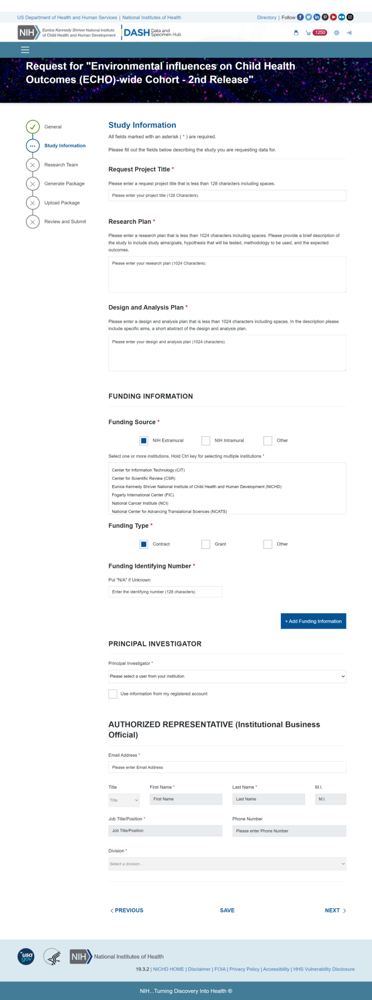 US Department of Health and Human Services | National Institutes of Health
Directory | Follow
NIH Eunice Kennedy Shriver National Institute of Child Health and Human Development
DASH Data and Specimen Hub
1250
Request for "Environmental influences on Child Health
Outcomes (ECHO)-wide Cohort - 2nd Release"
General
Study Information
Research Team
Generate Package
Upload Package
Review and Submit
Study Information
All fields marked with an asterisk ( * ) are required.
Please fill out the fields below describing the study you are requesting data for.
Request Project Title *
Please enter a request project title that is less than 128 characters including spaces.
Please enter your project title (128 Characters).
Research Plan *
Please enter a research plan that is less than 1024 characters including spaces. Please provide a brief description of
the study to include study aims/goals, hypothesis that will be tested, methodology to be used, and the expected
outcomes.
Please enter your research plan (1024 Characters).
Design and Analysis Plan *
Please enter a design and analysis plan that is less than 1024 characters including spaces. In the description please
include specific aims, a short abstract of the design and analysis plan.
Please enter your design and analysis plan (1024 characters).
FUNDING INFORMATION
Funding Source *
NIH Extramural NIH Intramural Other
Select one or more institutions. Hold Ctrl key for selecting multiple institutions *
Center for Information Technology (CIT)
Center for Scientific Review (CSR)
Eunice Kennedy Shriver National Institute of Child Health and Human Development (NICHD)
Fogarty International Center (FIC)
National Cancer Institute (NCI)
National Center for Advancing Translational Sciences (NCATS)
Funding Type *
Contract Grant Other
Funding Identifying Number *
Put "N/A" if Unknown
Enter the identifying number (128 characters)
+ Add Funding Information
PRINCIPAL INVESTIGATOR
Principal Investigator *
Please select a user from your institution
Use information from my registered account
AUTHORIZED REPRESENTATIVE (Institutional Business
Official)
Email Address *
Please enter Email Address
Title First Name * Last Name * M.I.
Title First Name Last Name M.I.
Job Title/Position * Phone Number
Job Title/Position Please enter Phone Number
Division *
Select a division...
PREVIOUS SAVE NEXT
usa gov
NIH National Institutes of Health
19.3.2 | NICHD HOME | Disclaimer | FOIA | Privacy Policy | Accessibility | HHS Vulnerability Disclosure
NIH...Turning Discovery Into Health ®